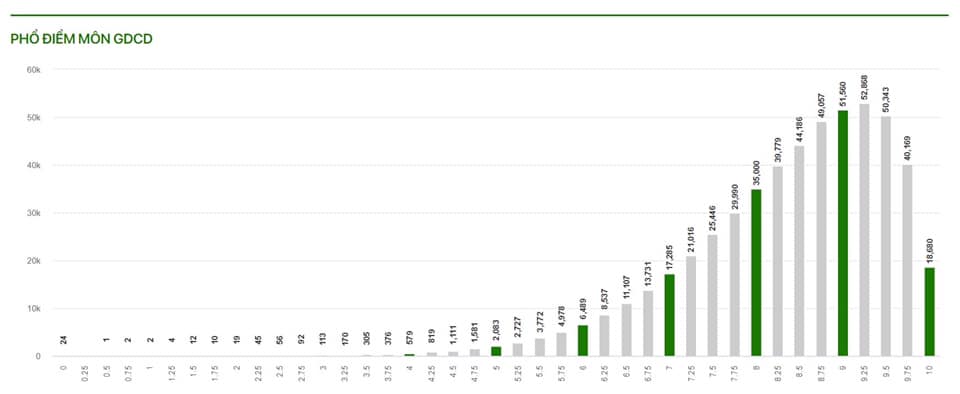 PHỔ ĐIỂM MÔN GDCD
60k
50k
40k
30k
20k
10k
0
24 1 2 2 4 12 10 19 45 56 92 113 170 305 376 579 819 1,111 1,581 2,083 2,727 3,772 4,978 6,489 8,537 11,107 13,731 17,285 21,016 25,446 29,990 35,000 39,779 44,186 49,057 51,560 52,868 50,343 40,169 18,680
0 0.25 0.5 0.75 1 1.25 1.5 1.75 2 2.25 2.5 2.75 3 3.25 3.5 3.75 4 4.25 4.5 4.75 5 5.25 5.5 5.75 6 6.25 6.5 6.75 7 7.25 7.5 7.75 8 8.25 8.5 8.75 9 9.25 9.5 9.75 10